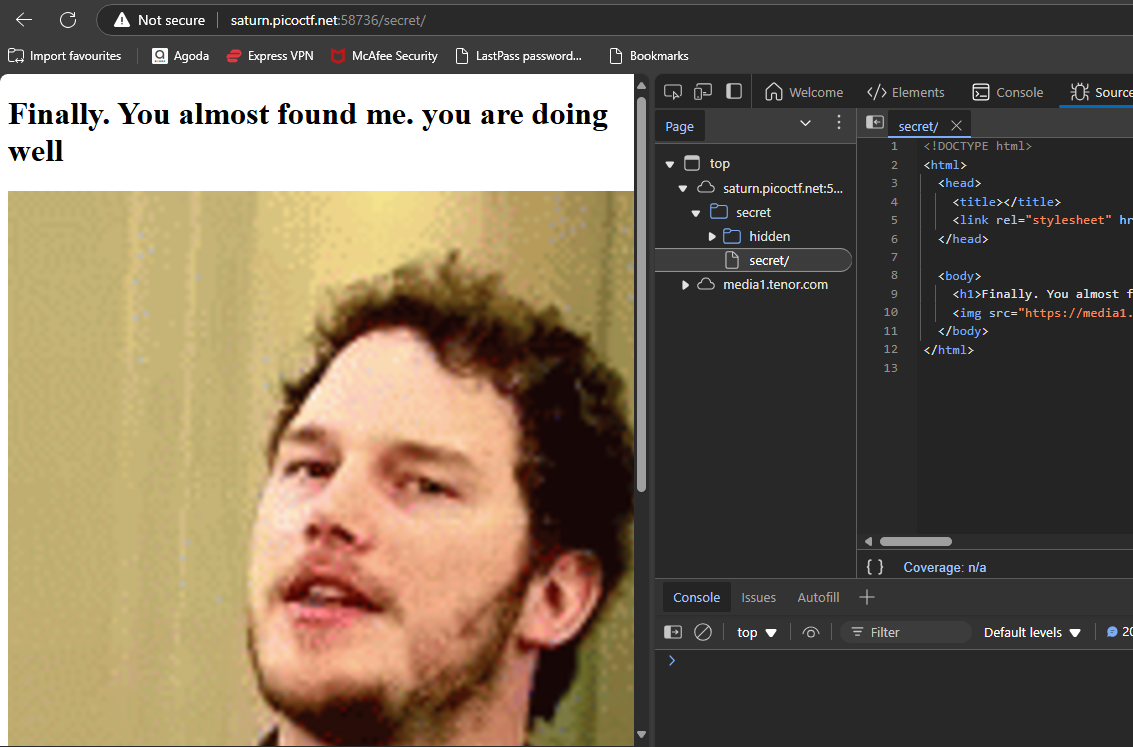 Not secure saturn.picoctf.net:58736/secret/
Import favourites Agoda Express VPN McAfee Security LastPass password... Bookmarks
Finally. You almost found me. you are doing
well
Welcome Elements Console Source
Page
top
saturn.picoctf.net:5...
secret
hidden
secret/
media1.tenor.com
secret/
1 <!DOCTYPE html>
2 <html>
3 <head>
4 <title></title>
5 <link rel="stylesheet" hr
6 </head>
7
8 <body>
9 <h1>Finally. You almost f
10 <img src="https://media1.
11 </body>
12 </html>
13
{ } Coverage: n/a
Console Issues Autofill
top Filter Default levels 20